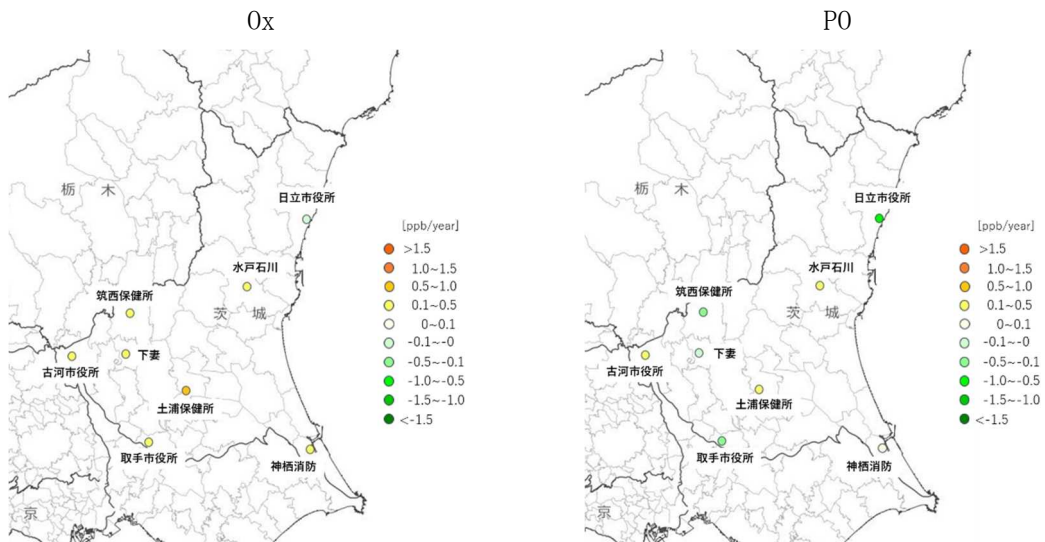 Ox
栃 木
日立市役所
水戸石川
筑西保健所
茨 城
下妻
古河市役所
土浦保健所
取手市役所
神栖消防
京
[ppb/year]
>1.5
1.0~1.5
0.5~1.0
0.1~0.5
0~0.1
-0.1~-0
-0.5~-0.1
-1.0~-0.5
-1.5~-1.0
<-1.5
PO
栃 木
日立市役所
水戸石川
筑西保健所
茨 城
下妻
古河市役所
土浦保健所
取手市役所
神栖消防
京
[ppb/year]
>1.5
1.0~1.5
0.5~1.0
0.1~0.5
0~0.1
-0.1~-0
-0.5~-0.1
-1.0~-0.5
-1.5~-1.0
<-1.5